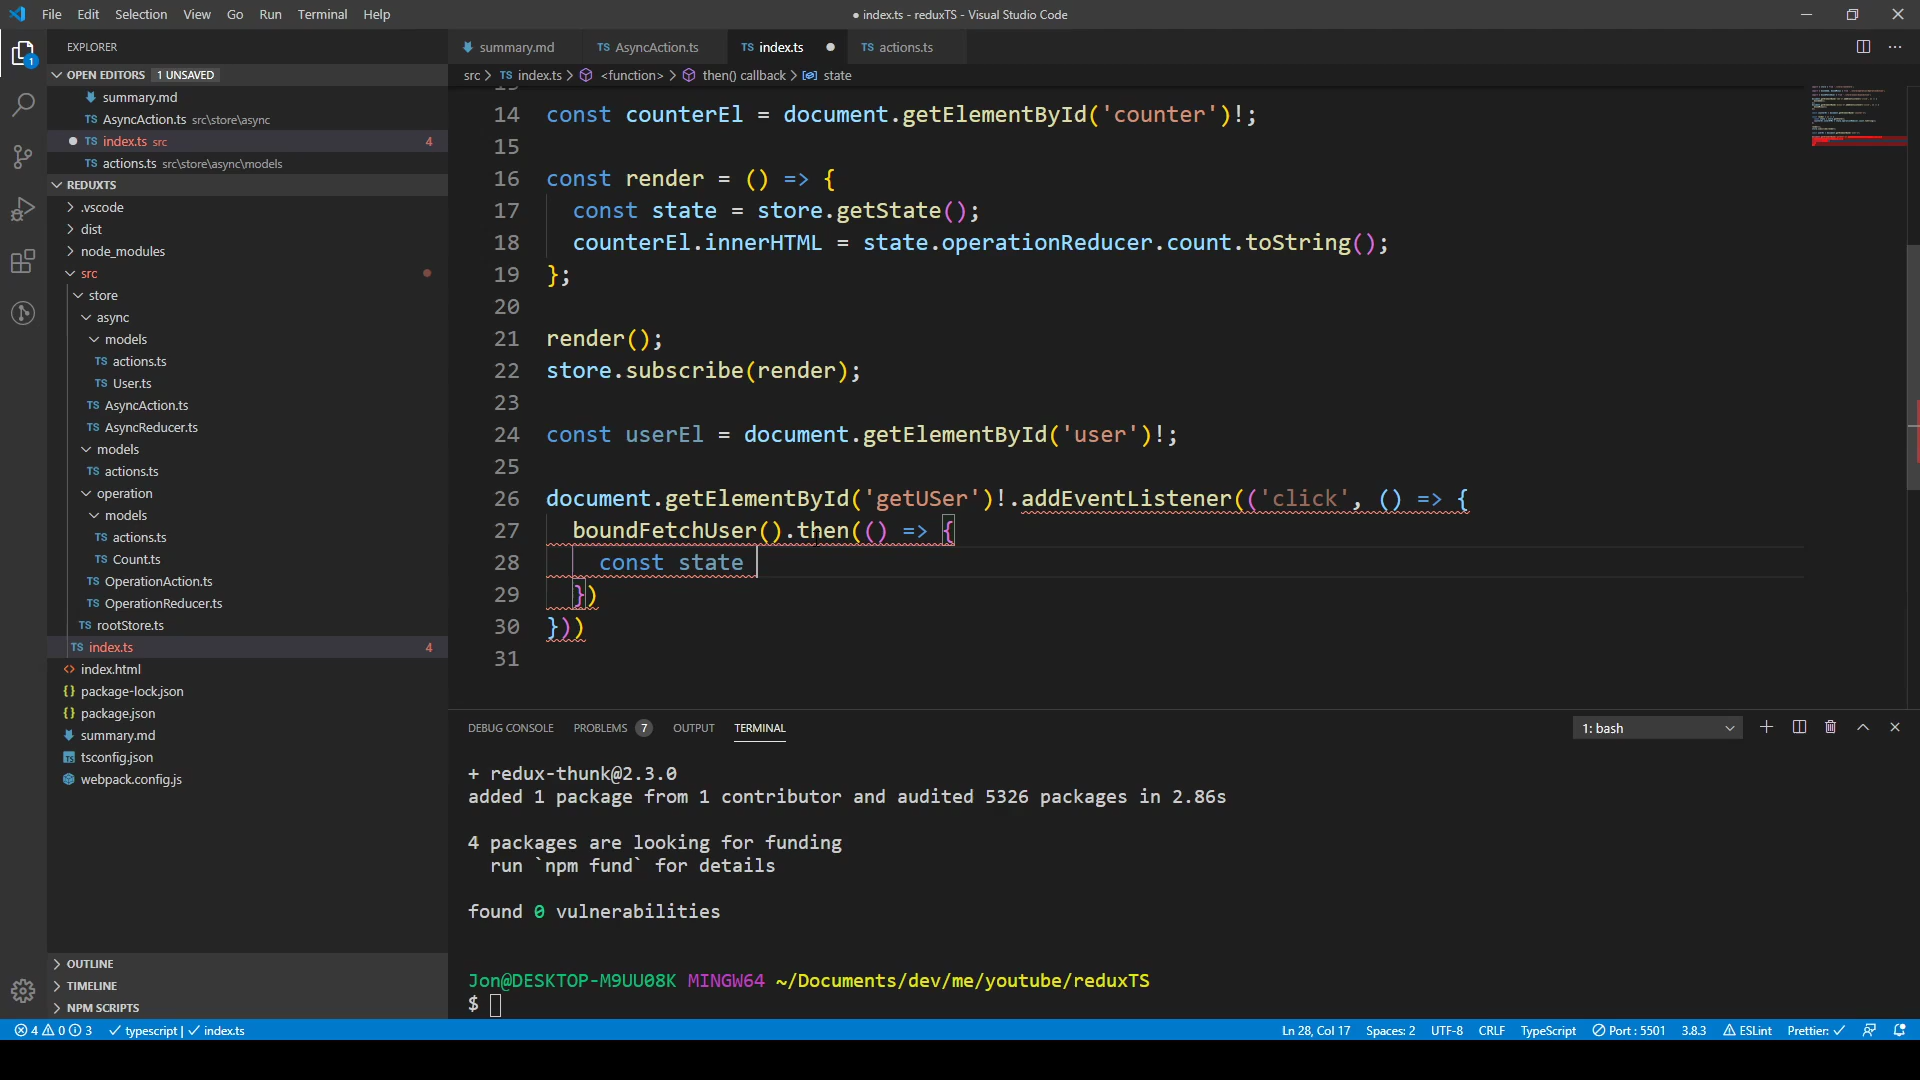 File Edit Selection View Go Run Terminal Help
● index.ts - reduxTS - Visual Studio Code
EXPLORER
OPEN EDITORS 1 UNSAVED
summary.md
TS AsyncAction.ts src\store\async
● TS index.ts src 4
TS actions.ts src\store\async\models
REDUXTS
.vscode
dist
node_modules
src
store
async
models
TS actions.ts
TS User.ts
TS AsyncAction.ts
TS AsyncReducer.ts
models
TS actions.ts
operation
models
TS actions.ts
TS Count.ts
TS OperationAction.ts
TS OperationReducer.ts
TS rootStore.ts
TS index.ts 4
<> index.html
{} package-lock.json
{} package.json
summary.md
tsconfig.json
webpack.config.js
OUTLINE
TIMELINE
NPM SCRIPTS
summary.md TS AsyncAction.ts TS index.ts ● TS actions.ts
src > TS index.ts > <function> > then() callback > state
14 const counterEl = document.getElementById('counter')!;
15
16 const render = () => {
17 const state = store.getState();
18 counterEl.innerHTML = state.operationReducer.count.toString();
19 };
20
21 render();
22 store.subscribe(render);
23
24 const userEl = document.getElementById('user')!;
25
26 document.getElementById('getUSer')!.addEventListener(('click', () => {
27 boundFetchUser().then(() => {
28 const state
29 })
30 }))
31
DEBUG CONSOLE PROBLEMS 7 OUTPUT TERMINAL 1: bash
+ redux-thunk@2.3.0
added 1 package from 1 contributor and audited 5326 packages in 2.86s
4 packages are looking for funding
run `npm fund` for details
found 0 vulnerabilities
Jon@DESKTOP-M9UU08K MINGW64 ~/Documents/dev/me/youtube/reduxTS
$
4 0 3 ✓ typescript | ✓ index.ts Ln 28, Col 17 Spaces: 2 UTF-8 CRLF TypeScript Port : 5501 3.8.3 ESLint Prettier: ✓